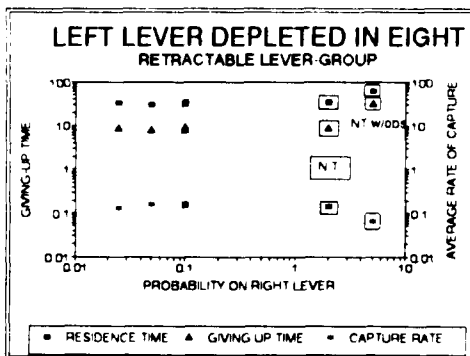 LEFT LEVER DEPLETED IN EIGHT
RETRACTABLE LEVER-GROUP
100
100
10
10
NT W/ODS
1
NT
1
0.1
0.1
0.01
0.01
0.01
0.1
1
10
GIVING-UP TIME
AVERAGE RATE OF CAPTURE
PROBABILITY ON RIGHT LEVER
RESIDENCE TIME
GIVING UP TIME
CAPTURE RATE